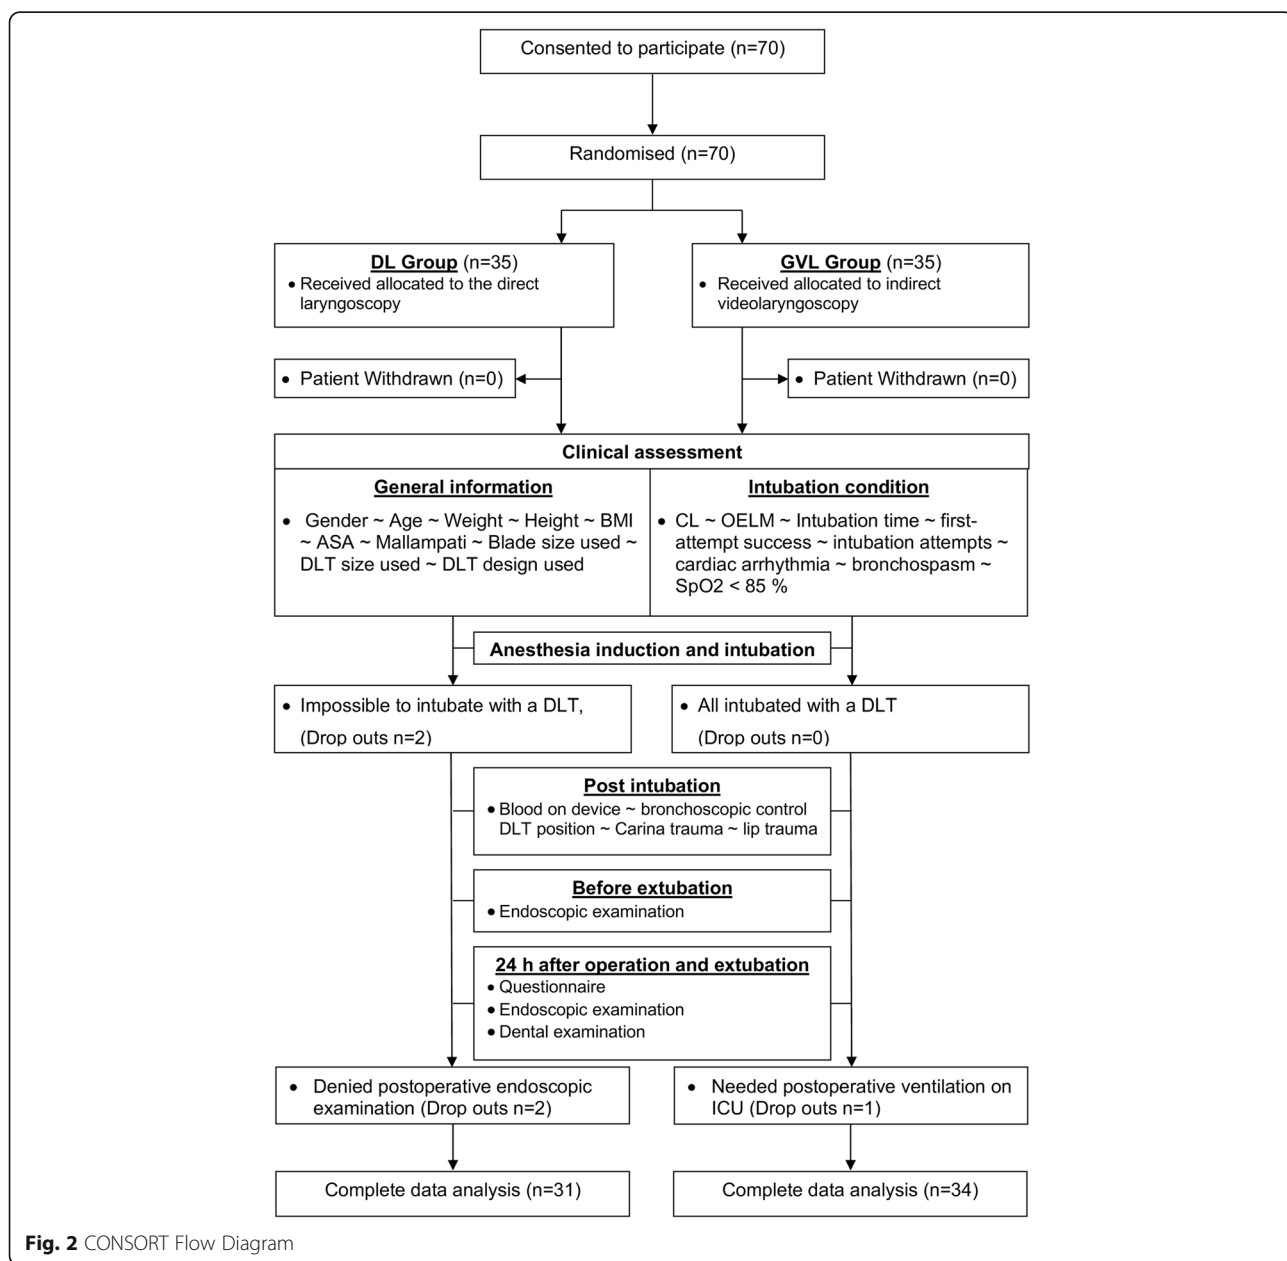 Consented to participate (n=70)
Randomised (n=70)
DL Group (n=35)
• Received allocated to the direct
laryngoscopy
GVL Group (n=35)
• Received allocated to indirect
videolaryngoscopy
• Patient Withdrawn (n=0)
• Patient Withdrawn (n=0)
Clinical assessment
General information
• Gender ~ Age ~ Weight ~ Height ~ BMI
~ ASA ~ Mallampati ~ Blade size used ~
DLT size used ~ DLT design used
Intubation condition
• CL ~ OELM ~ Intubation time ~ first-
attempt success ~ intubation attempts ~
cardiac arrhythmia ~ bronchospasm ~
SpO2 < 85 %
Anesthesia induction and intubation
• Impossible to intubate with a DLT,
(Drop outs n=2)
• All intubated with a DLT
(Drop outs n=0)
Post intubation
• Blood on device ~ bronchoscopic control
DLT position ~ Carina trauma ~ lip trauma
Before extubation
• Endoscopic examination
24 h after operation and extubation
• Questionnaire
• Endoscopic examination
• Dental examination
• Denied postoperative endoscopic
examination (Drop outs n=2)
• Needed postoperative ventilation on
ICU (Drop outs n=1)
Complete data analysis (n=31)
Complete data analysis (n=34)
Fig. 2 CONSORT Flow Diagram